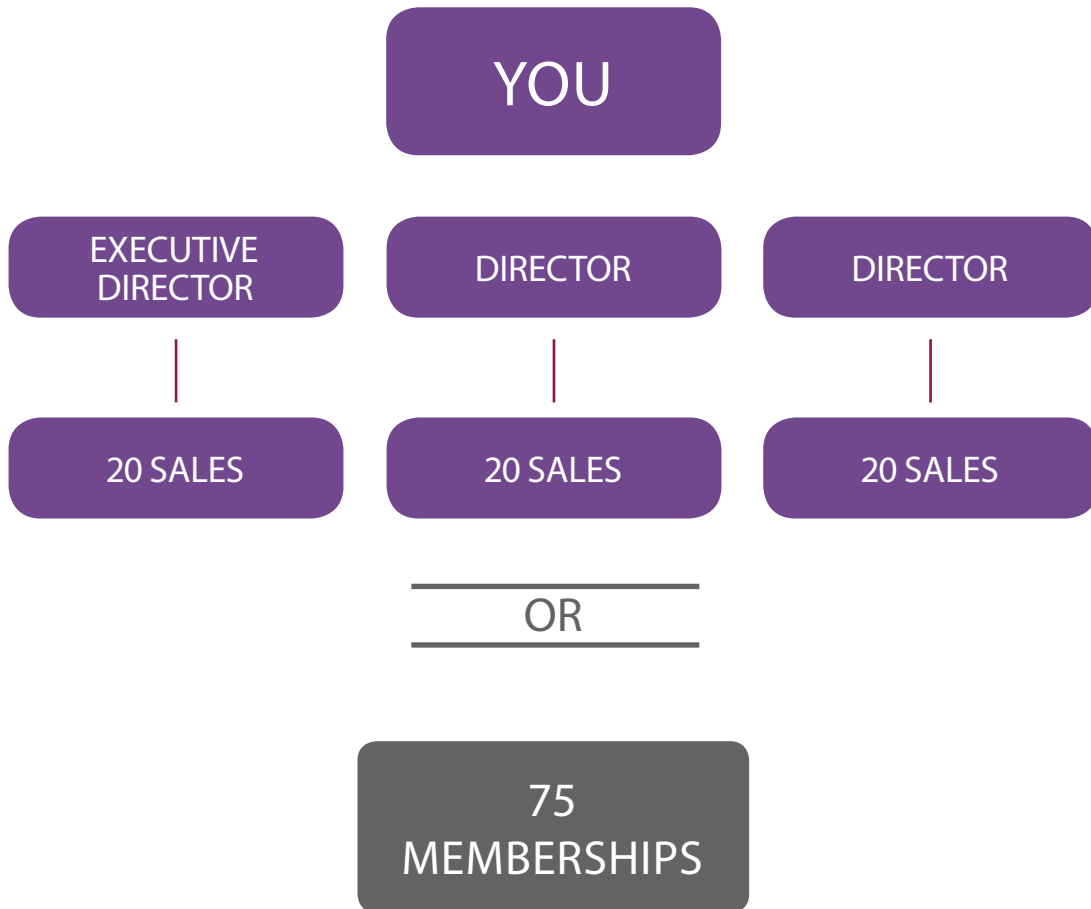 YOU
EXECUTIVE
DIRECTOR
DIRECTOR
DIRECTOR
20 SALES
20 SALES
20 SALES
OR
75
MEMBERSHIPS